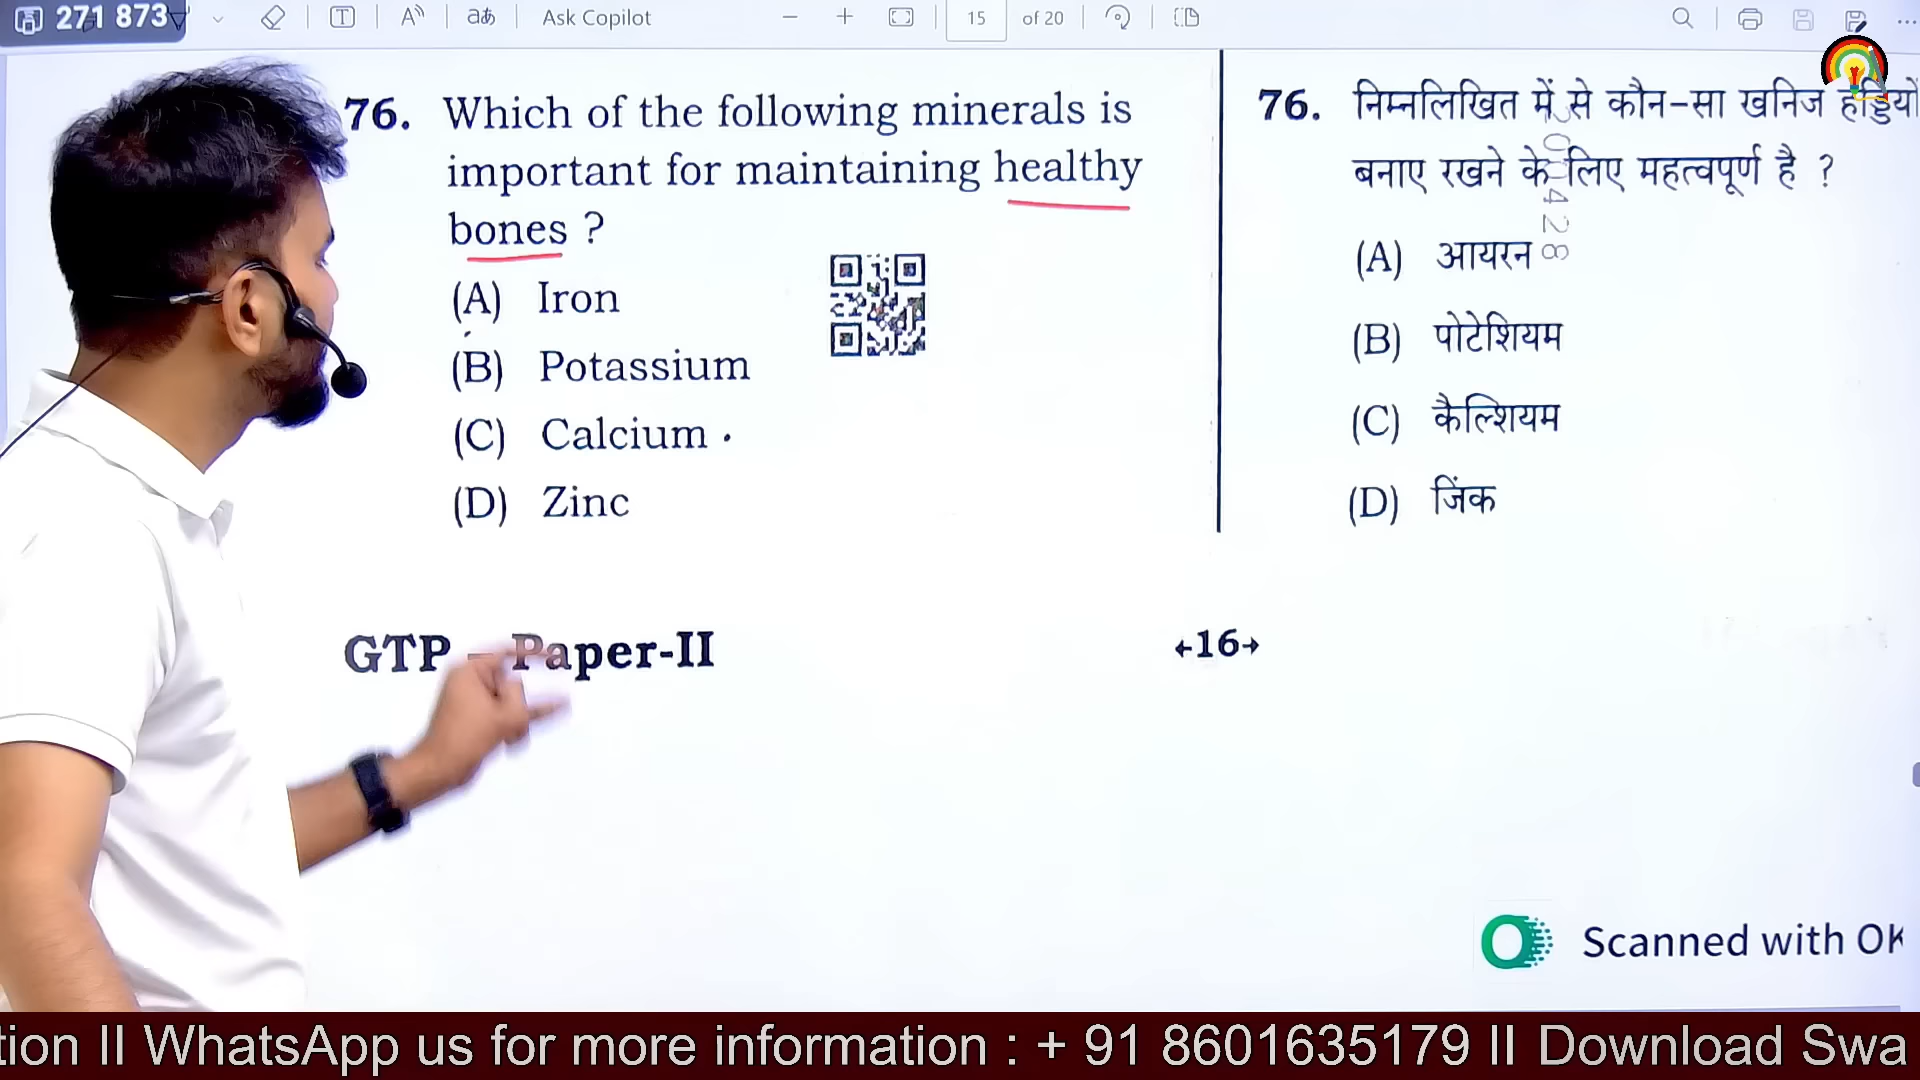 271 873
Ask Copilot
15 of 20
76. Which of the following minerals is
important for maintaining healthy
bones ?
(A) Iron
(B) Potassium
(C) Calcium
(D) Zinc
GTP – Paper-II
←16→
76. निम्नलिखित में से कौन-सा खनिज हड्डियों
बनाए रखने के लिए महत्वपूर्ण है ?
(A) आयरन
(B) पोटेशियम
(C) कैल्शियम
(D) जिंक
Scanned with OK
tion II WhatsApp us for more information : + 91 8601635179 II Download Swa